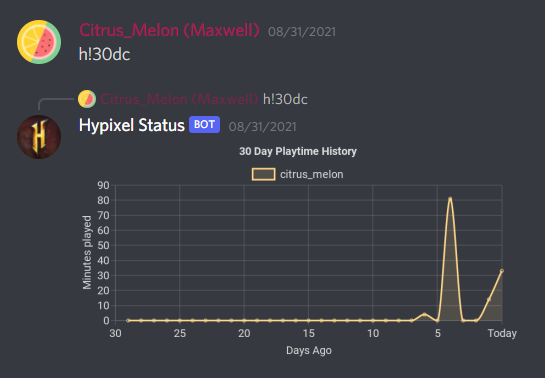 Citrus_Melon (Maxwell) 08/31/2021
h!30dc
Citrus_Melon (Maxwell) h!30dc
Hypixel Status BOT 08/31/2021
30 Day Playtime History
citrus_melon
90
80
70
60
50
40
30
20
10
0
Minutes played
30 25 20 15 10 5 Today
Days Ago